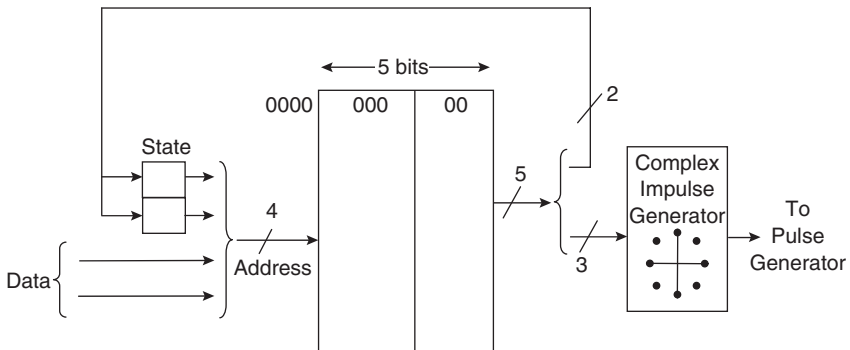 5 bits
0000 000 00
2
State
5
4
Address
Data
3
Complex
Impulse
Generator
To
Pulse
Generator